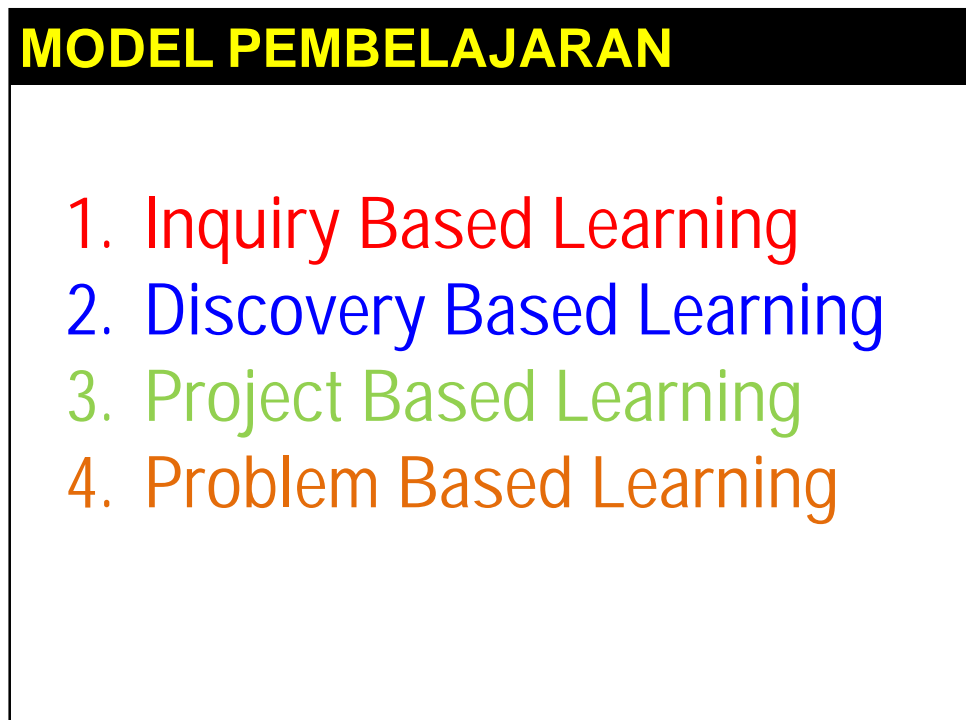 MODEL PEMBELAJARAN
1. Inquiry Based Learning
2. Discovery Based Learning
3. Project Based Learning
4. Problem Based Learning